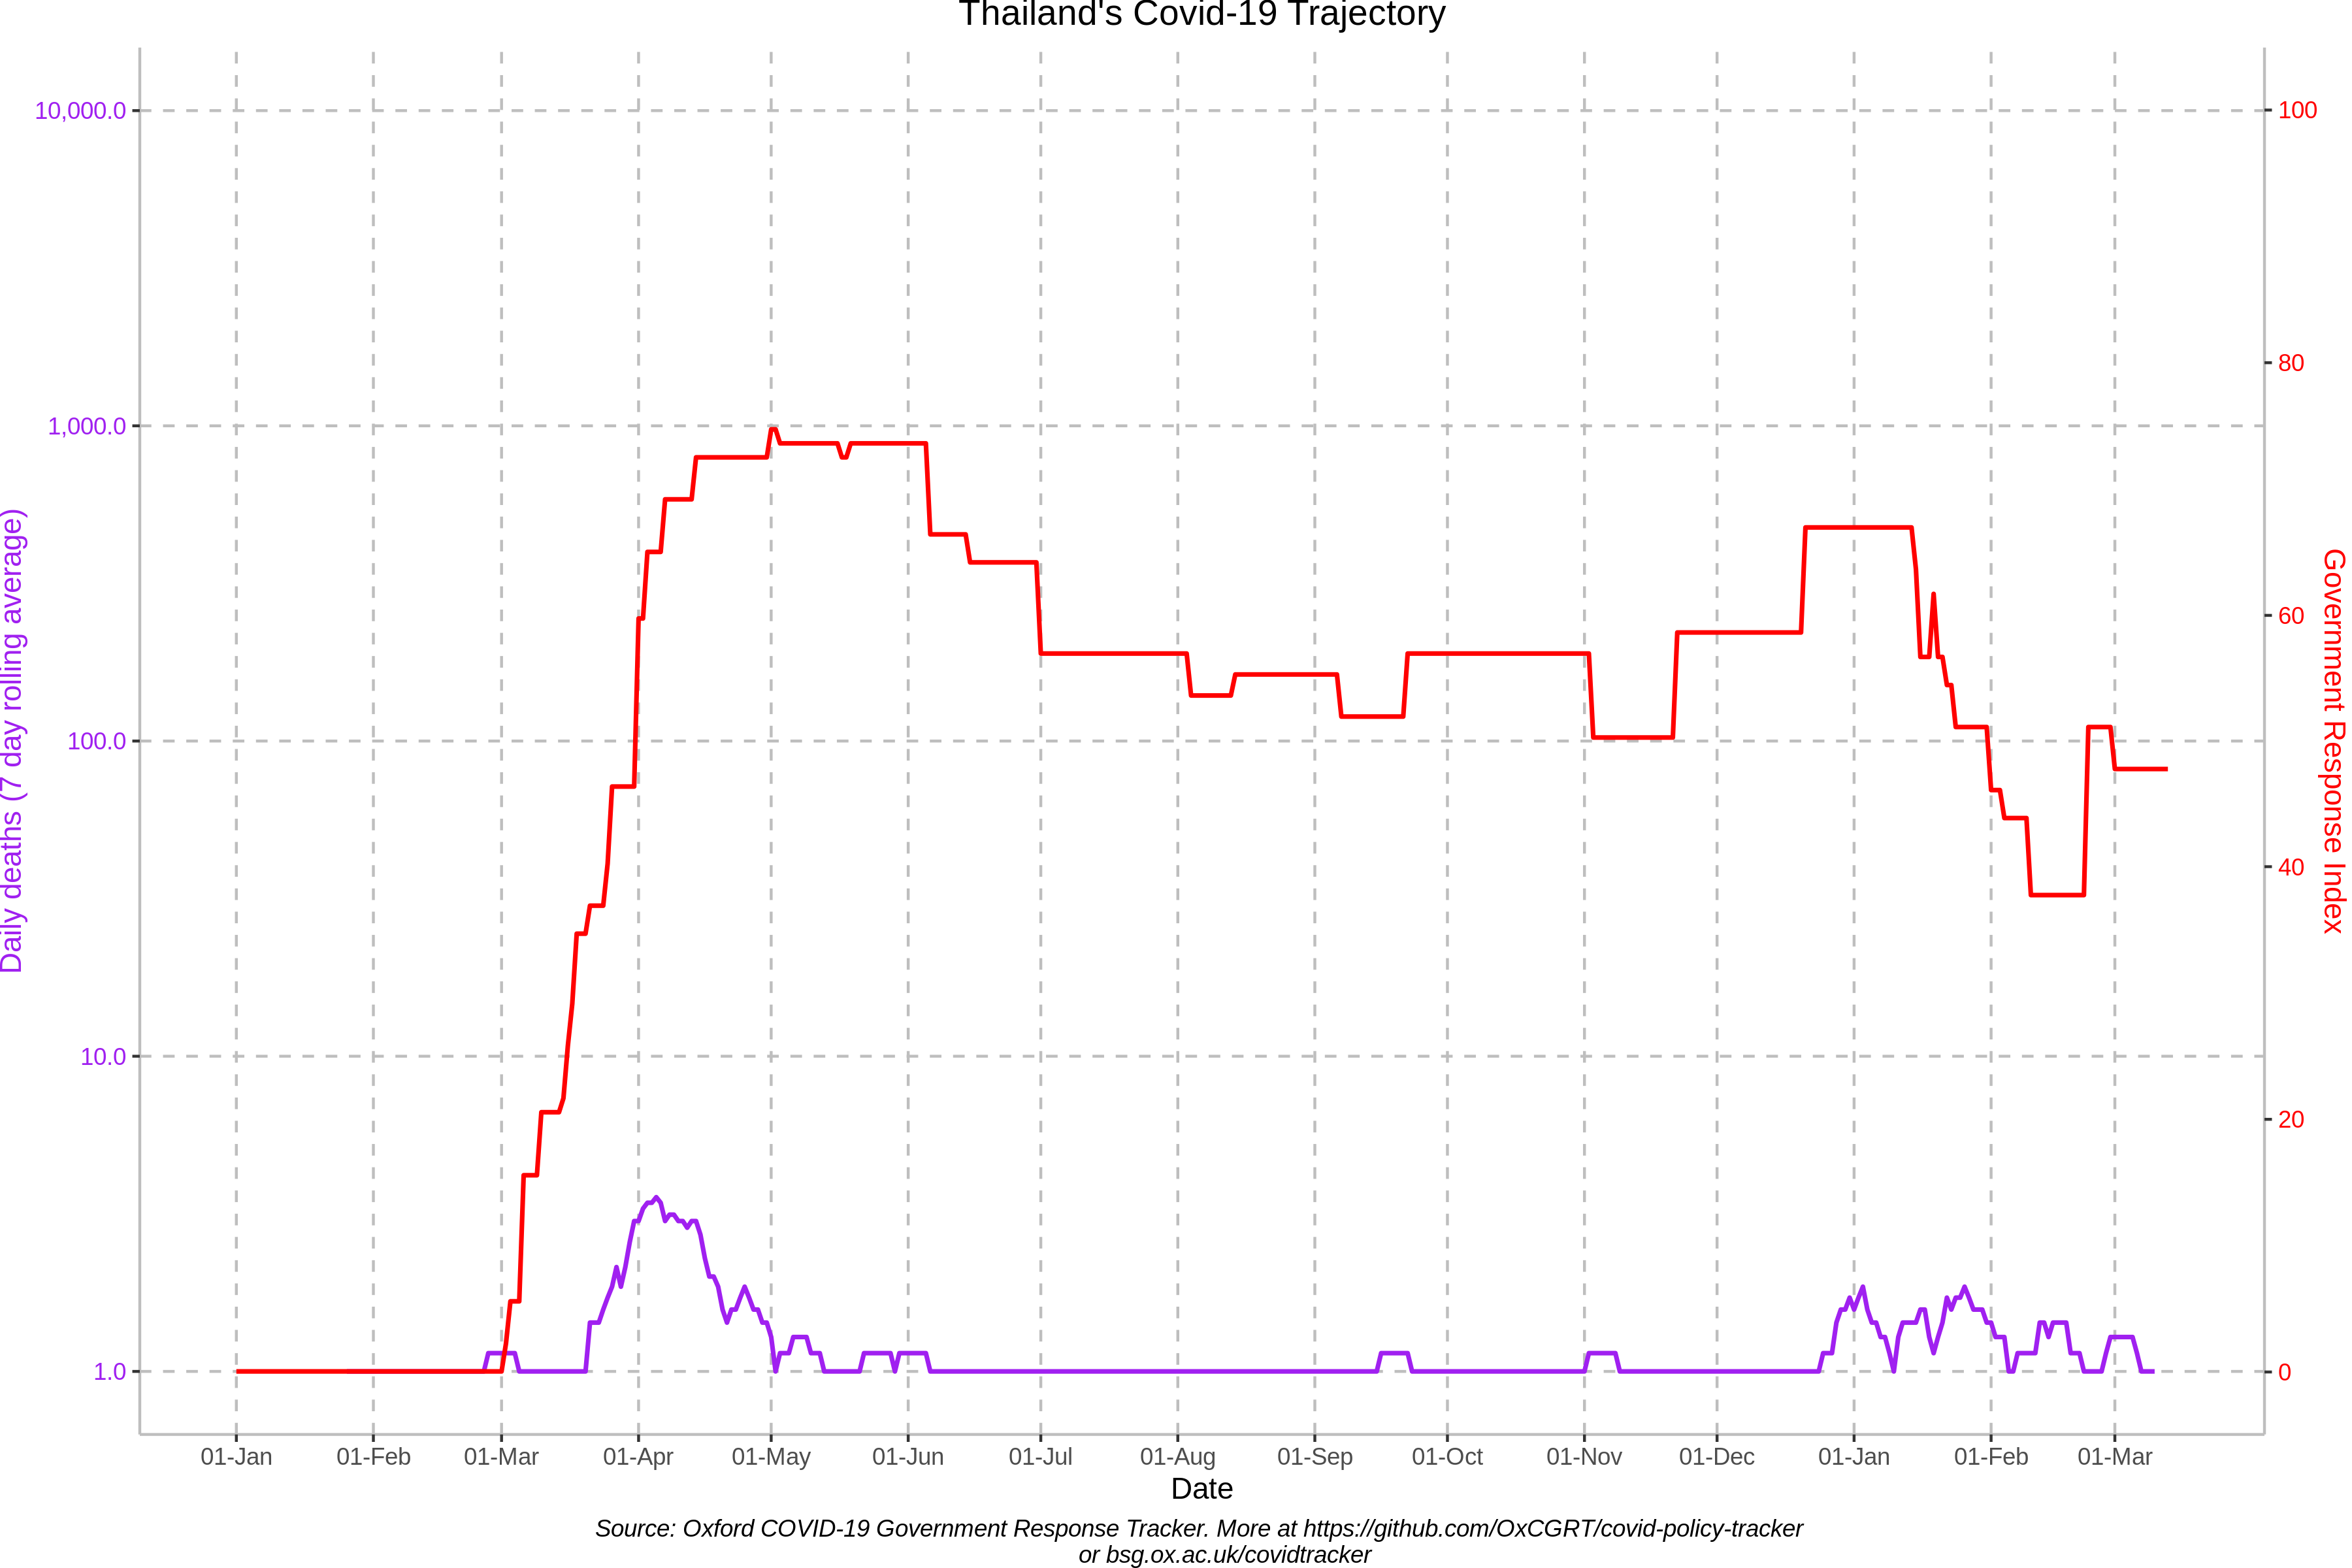 Thailand's Covid-19 Trajectory
10,000.0
1,000.0
100.0
10.0
1.0
Daily deaths (7 day rolling average)
100
80
60
40
20
0
Government Response Index
01-Jan 01-Feb 01-Mar 01-Apr 01-May 01-Jun 01-Jul 01-Aug 01-Sep 01-Oct 01-Nov 01-Dec 01-Jan 01-Feb 01-Mar
Date
Source: Oxford COVID-19 Government Response Tracker. More at https://github.com/OxCGRT/covid-policy-tracker
or bsg.ox.ac.uk/covidtracker